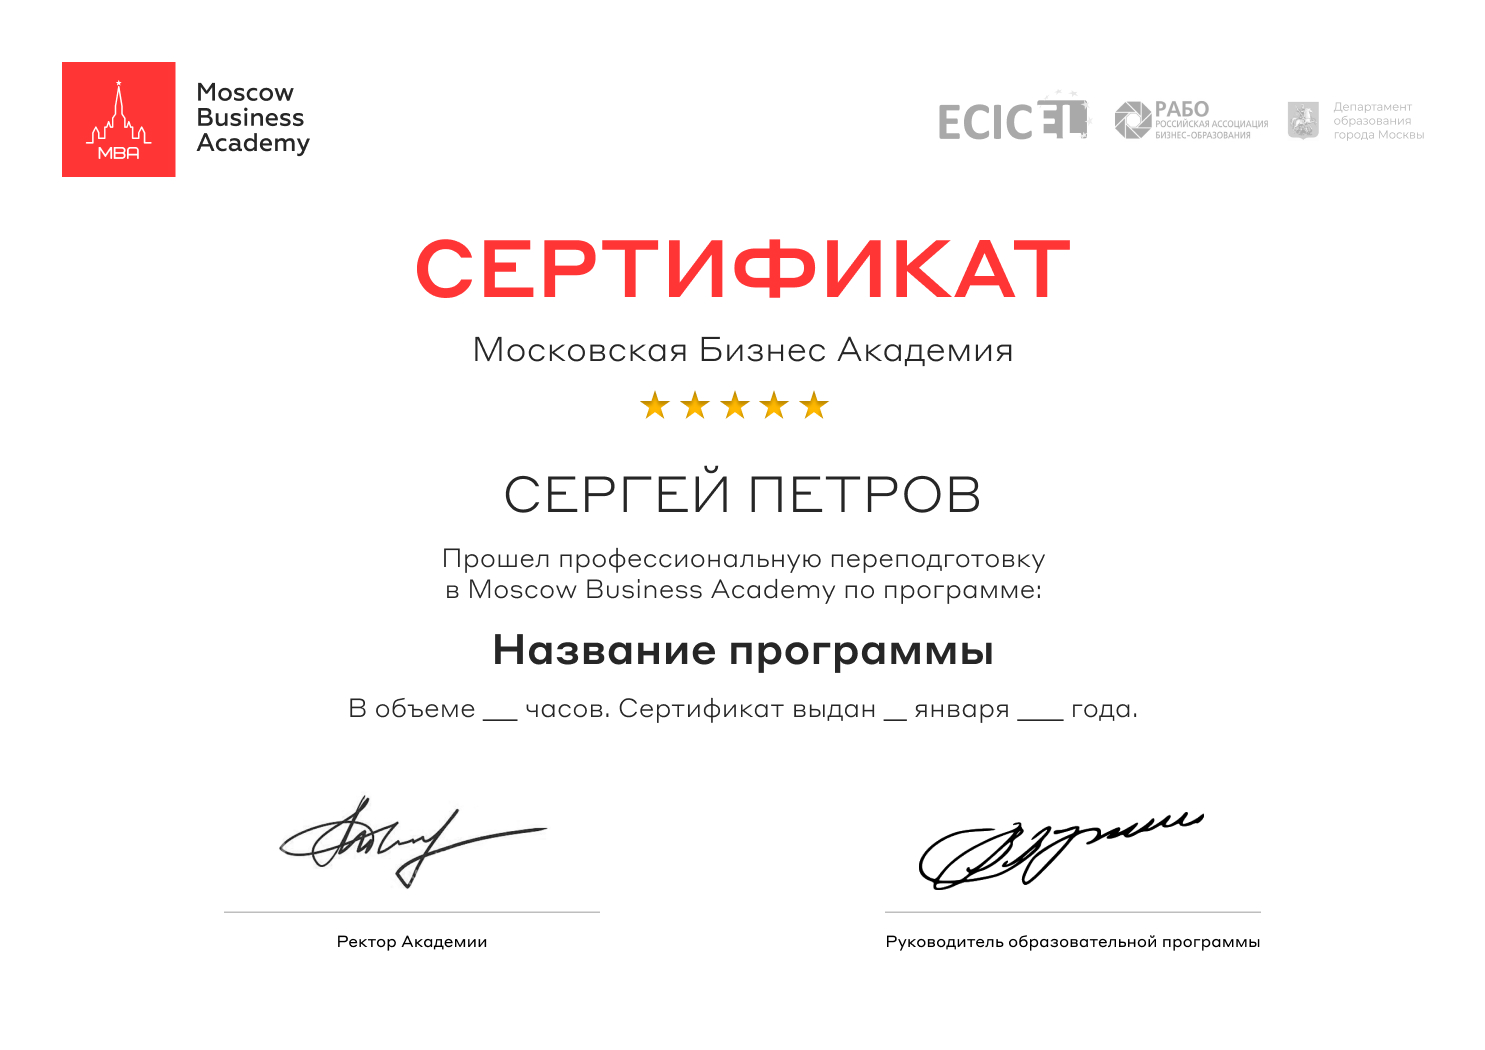 Moscow
Business
Academy
MBA
ECIC
РАБО
РОССИЙСКАЯ АССОЦИАЦИЯ
БИЗНЕС-ОБРАЗОВАНИЯ
Департамент
образования
города Москвы
СЕРТИФИКАТ
Московская Бизнес Академия
СЕРГЕЙ ПЕТРОВ
Прошел профессиональную переподготовку
в Moscow Business Academy по программе:
Название программы
В объеме ___ часов. Сертификат выдан __ января ____ года.
Ректор Академии
Руководитель образовательной программы